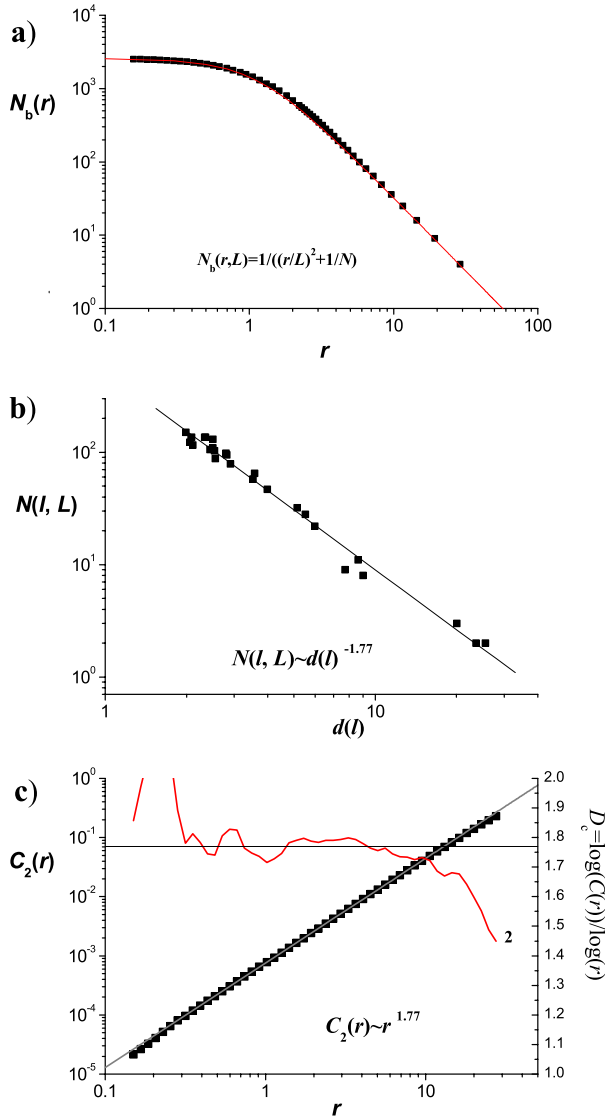 a)
10^4
10^3
10^2
10^1
10^0
N_b(r)
N_b(r,L)=1/((r/L)^2+1/N)
0.1 1 10 100
r
b)
10^2
10^1
10^0
N(l, L)
N(l, L)~d(l)^-1.77
1 10
d(l)
c)
10^0
10^-1
10^-2
10^-3
10^-4
10^-5
C_2(r)
2.0
1.9
1.8
1.7
1.6
1.5
1.4
1.3
1.2
1.1
1.0
D_c=log(C(r))/log(r)
2
C_2(r)~r^1.77
0.1 1 10
r